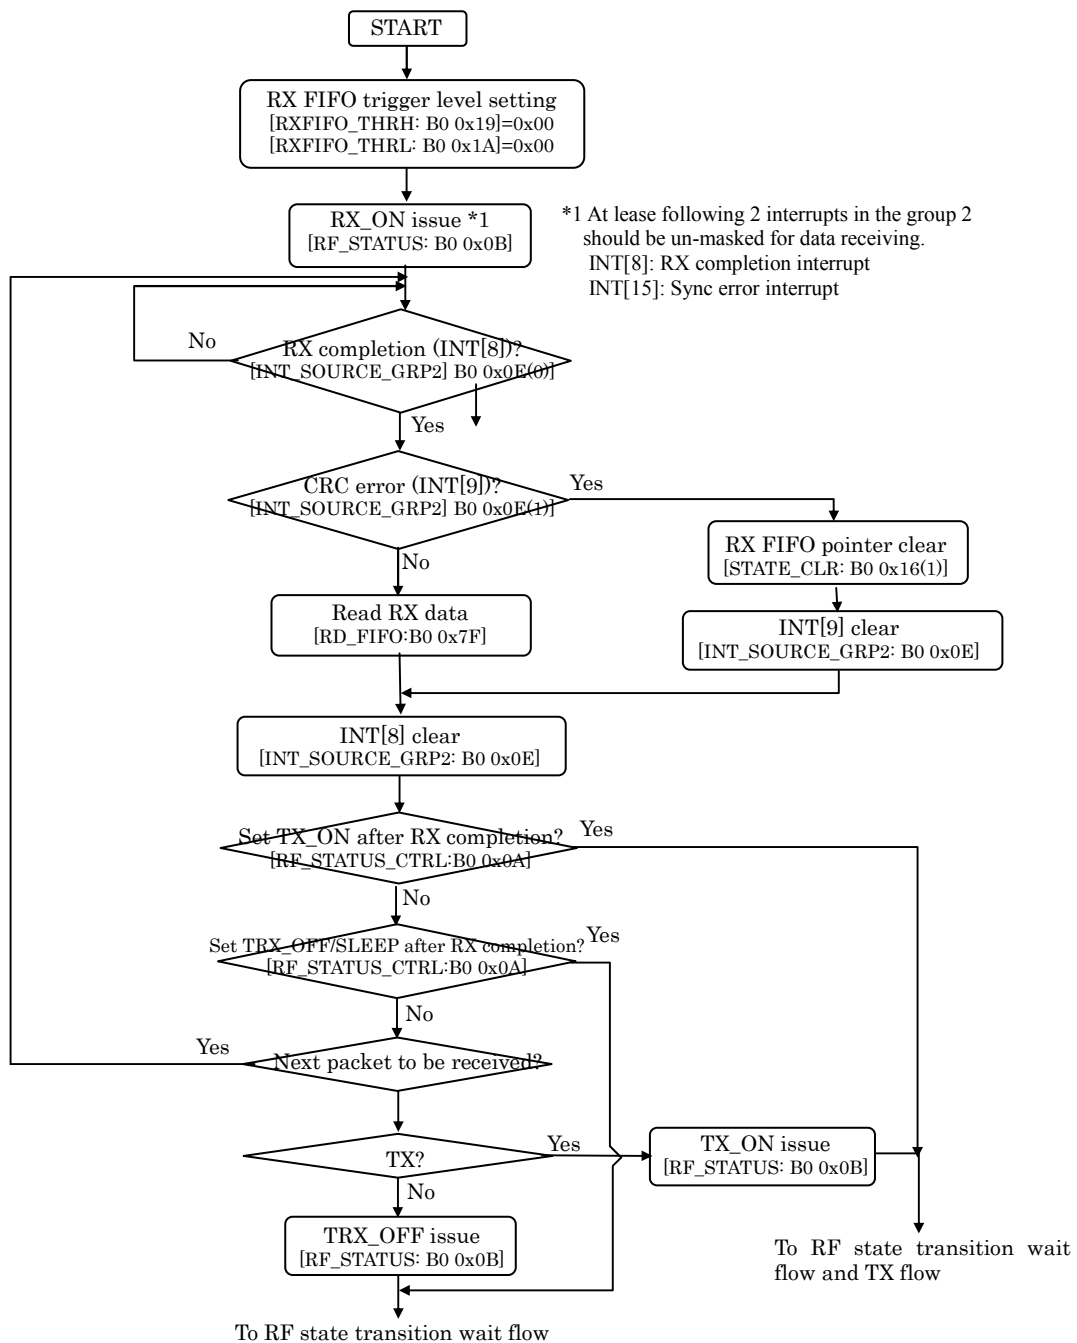 START
RX FIFO trigger level setting
[RXFIFO_THRH: B0 0x19]=0x00
[RXFIFO_THRL: B0 0x1A]=0x00
RX_ON issue *1
[RF_STATUS: B0 0x0B]
*1 At lease following 2 interrupts in the group 2
should be un-masked for data receiving.
INT[8]: RX completion interrupt
INT[15]: Sync error interrupt
No
RX completion (INT[8])?
[INT_SOURCE_GRP2] B0 0x0E(0)]
Yes
CRC error (INT[9])?
[INT_SOURCE_GRP2] B0 0x0E(1)]
Yes
No
RX FIFO pointer clear
[STATE_CLR: B0 0x16(1)]
Read RX data
[RD_FIFO:B0 0x7F]
INT[9] clear
[INT_SOURCE_GRP2: B0 0x0E]
INT[8] clear
[INT_SOURCE_GRP2: B0 0x0E]
Set TX_ON after RX completion?
[RF_STATUS_CTRL:B0 0x0A]
Yes
No
Set TRX_OFF/SLEEP after RX completion?
[RF_STATUS_CTRL:B0 0x0A]
Yes
No
Yes
Next packet to be received?
TX?
Yes
TX_ON issue
[RF_STATUS: B0 0x0B]
No
TRX_OFF issue
[RF_STATUS: B0 0x0B]
To RF state transition wait
flow and TX flow
To RF state transition wait flow